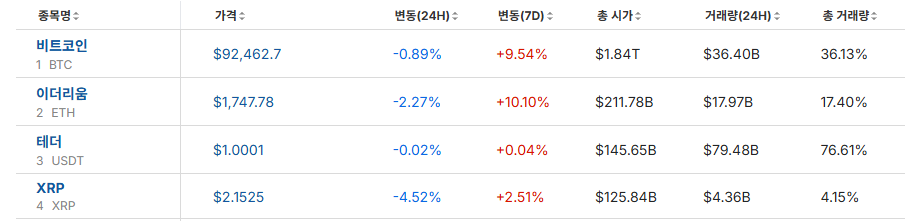 종목명 가격 변동(24H) 변동(7D) 총 시가 거래량(24H) 총 거래량
비트코인
1 BTC $92,462.7 -0.89% +9.54% $1.84T $36.40B 36.13%
이더리움
2 ETH $1,747.78 -2.27% +10.10% $211.78B $17.97B 17.40%
테더
3 USDT $1.0001 -0.02% +0.04% $145.65B $79.48B 76.61%
XRP
4 XRP $2.1525 -4.52% +2.51% $125.84B $4.36B 4.15%